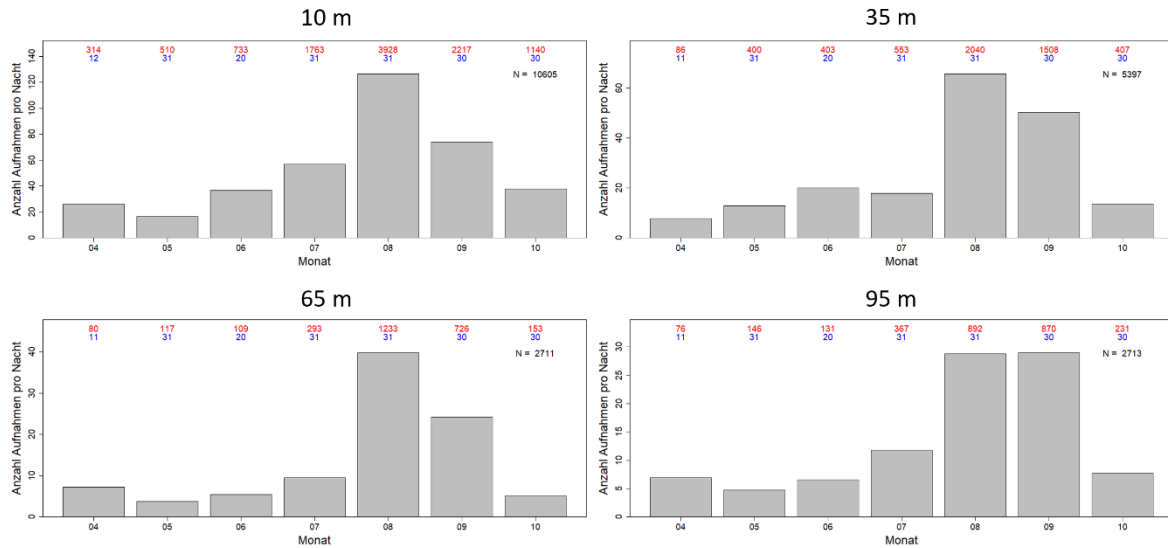 10 m
314 510 733 1763 3928 2217 1140
12 31 20 31 31 30 30
N = 10605
Anzahl Aufnahmen pro Nacht
140
120
100
80
60
40
20
0
04 05 06 07 08 09 10
Monat
35 m
86 400 403 553 2040 1508 407
11 31 20 31 31 30 30
N = 5397
Anzahl Aufnahmen pro Nacht
60
40
20
0
04 05 06 07 08 09 10
Monat
65 m
80 117 109 293 1233 726 153
11 31 20 31 31 30 30
N = 2711
Anzahl Aufnahmen pro Nacht
40
30
20
10
0
04 05 06 07 08 09 10
Monat
95 m
76 146 131 367 892 870 231
11 31 20 31 31 30 30
N = 2713
Anzahl Aufnahmen pro Nacht
30
25
20
15
10
5
0
04 05 06 07 08 09 10
Monat